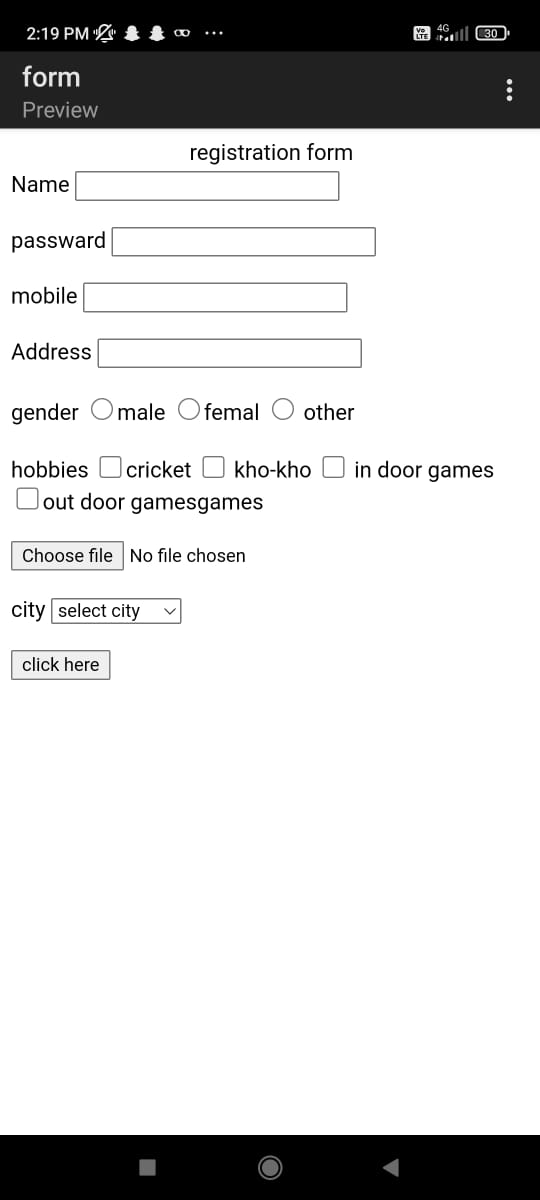 2:19 PM ... Vo LTE 4G 30
form
Preview
registration form
Name
passward
mobile
Address
gender male femal other
hobbies cricket kho-kho in door games
out door gamesgames
Choose file No file chosen
city select city
click here